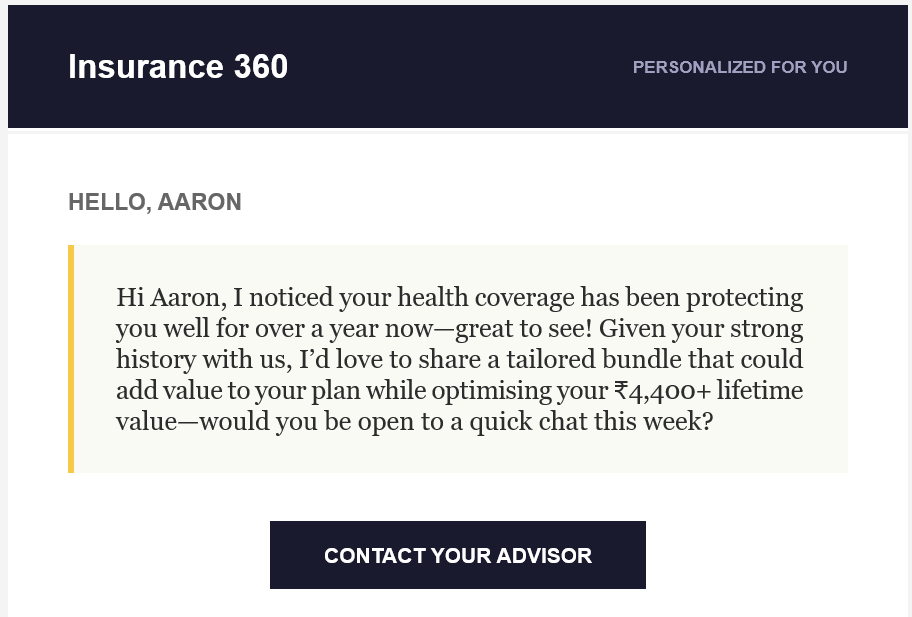 Insurance 360
PERSONALIZED FOR YOU
HELLO, AARON
Hi Aaron, I noticed your health coverage has been protecting
you well for over a year now—great to see! Given your strong
history with us, I’d love to share a tailored bundle that could
add value to your plan while optimising your ₹4,400+ lifetime
value—would you be open to a quick chat this week?
CONTACT YOUR ADVISOR